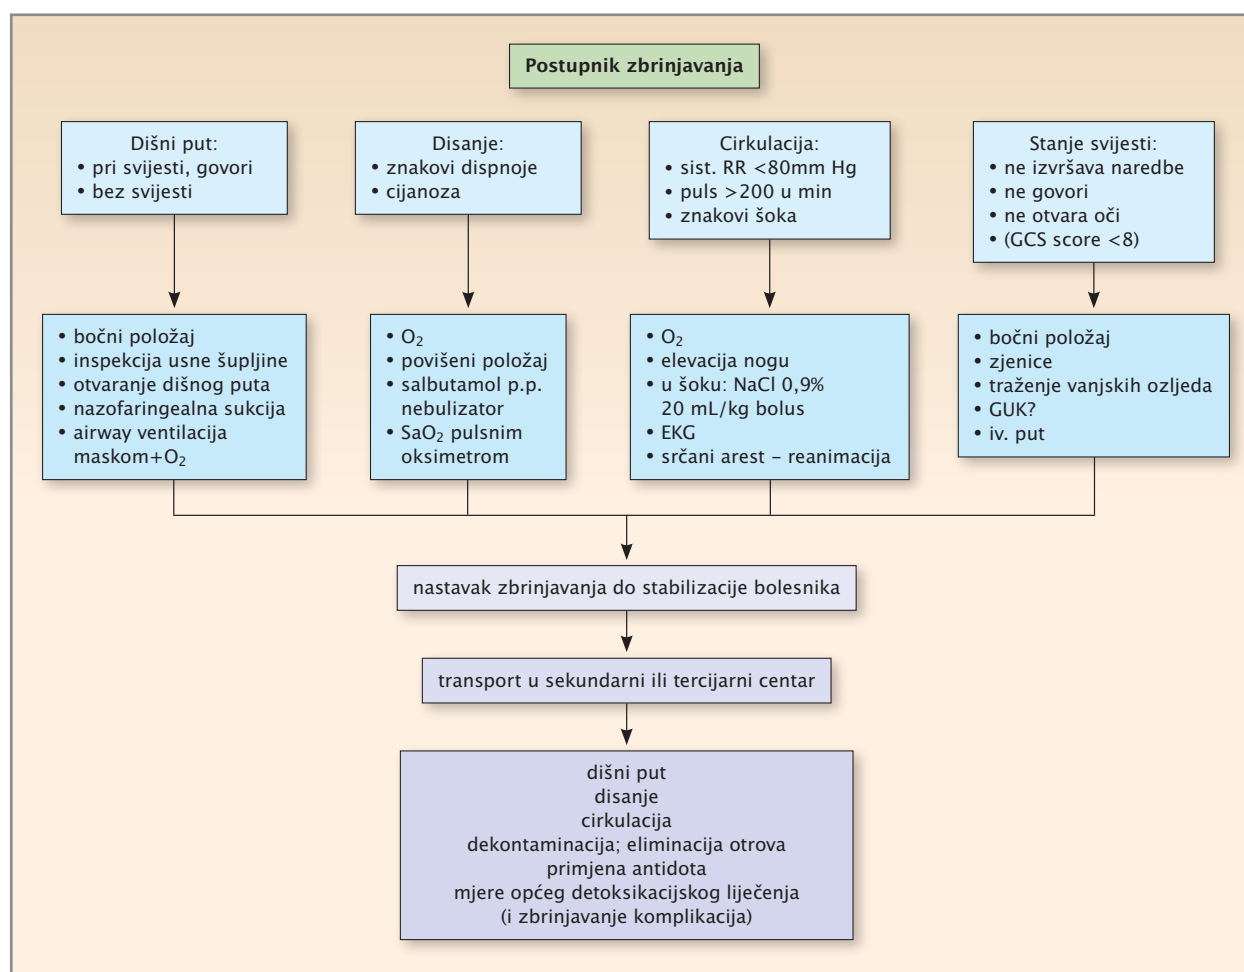 Postupnik zbrinjavanja
Dišni put:
• pri svijesti, govori
• bez svijesti
Disanje:
• znakovi dispnoje
• cijanoza
Cirkulacija:
• sist. RR <80mm Hg
• puls >200 u min
• znakovi šoka
Stanje svijesti:
• ne izvršava naredbe
• ne govori
• ne otvara oči
• (GCS score <8)
• bočni položaj
• inspekcija usne šupljine
• otvaranje dišnog puta
• nazofaringealna sukcija
• airway ventilacija
maskom+O₂
• O₂
• povišeni položaj
• salbutamol p.p.
nebulizator
• SaO₂ pulsnim
oksimetrom
• O₂
• elevacija nogu
• u šoku: NaCl 0,9%
20 mL/kg bolus
• EKG
• srčani arest – reanimacija
• bočni položaj
• zjenice
• traženje vanjskih ozljeda
• GUK?
• iv. put
nastavak zbrinjavanja do stabilizacije bolesnika
transport u sekundarni ili tercijarni centar
dišni put
disanje
cirkulacija
dekontaminacija; eliminacija otrova
primjena antidota
mjere općeg detoksikacijskog liječenja
(i zbrinjavanje komplikacija)